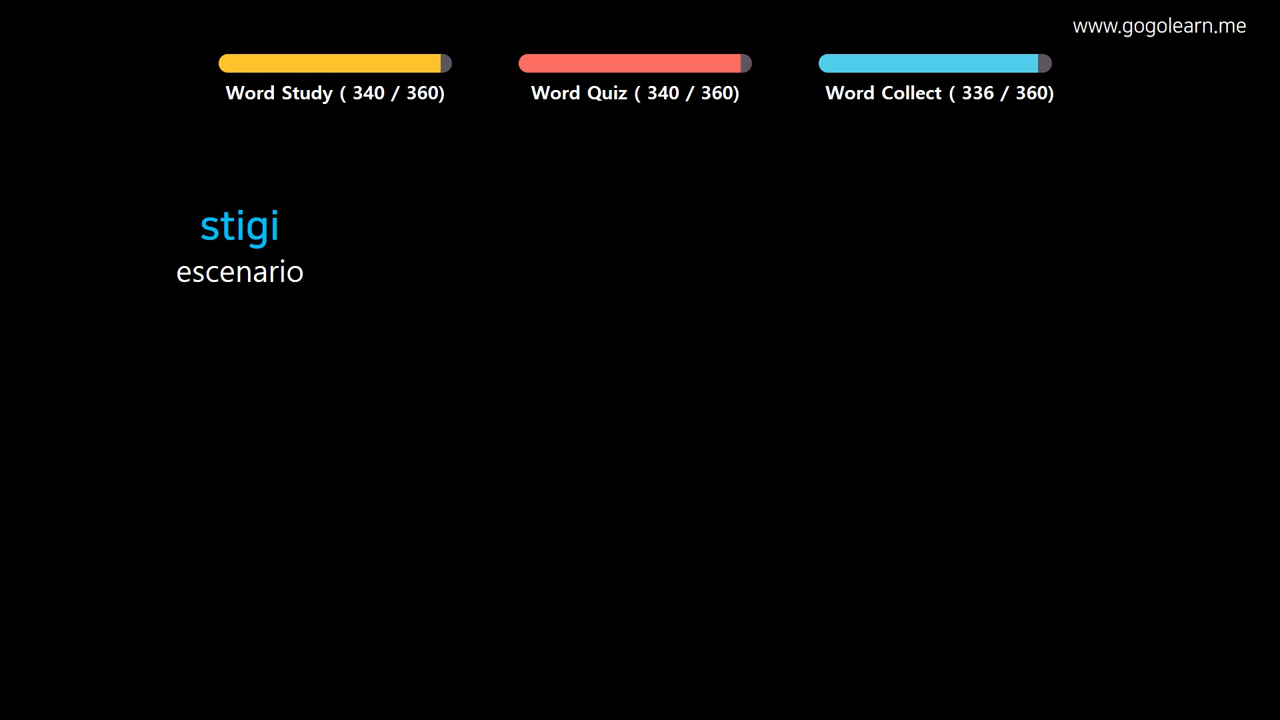 www.gogolearn.me
Word Study ( 340 / 360)
Word Quiz ( 340 / 360)
Word Collect ( 336 / 360)
stigi
escenario